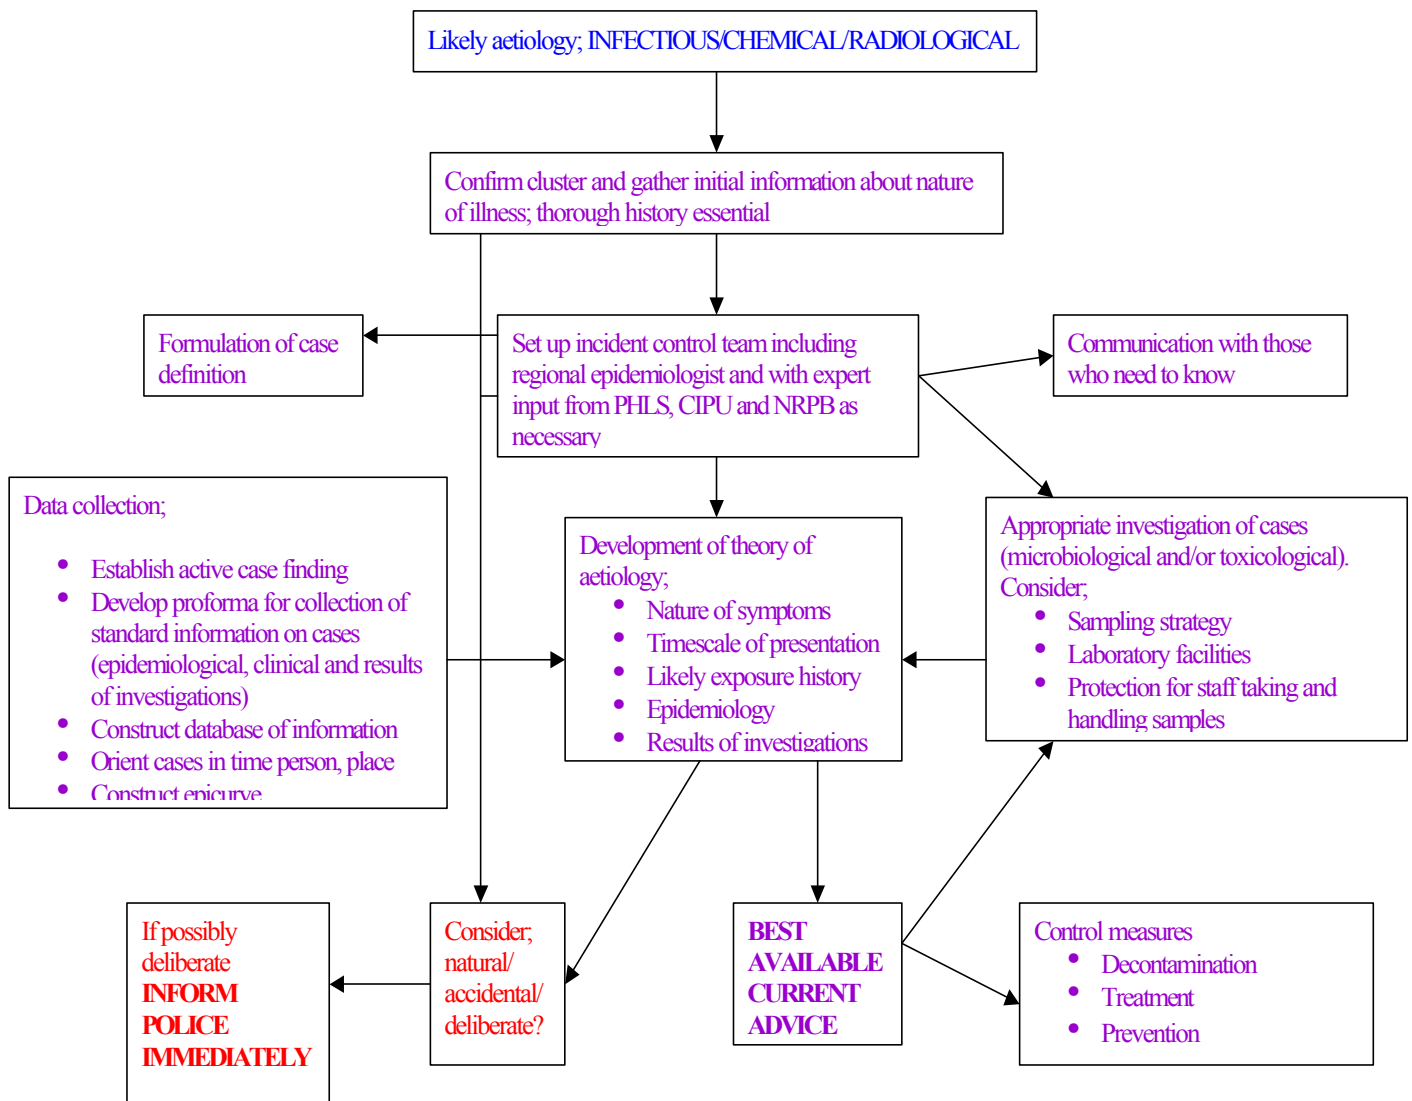 Likely aetiology; INFECTIOUS/CHEMICAL/RADIOLOGICAL
Confirm cluster and gather initial information about nature
of illness; thorough history essential
Formulation of case
definition
Set up incident control team including
regional epidemiologist and with expert
input from PHLS, CIPU and NRPB as
necessary
Communication with those
who need to know
Data collection;
• Establish active case finding
• Develop proforma for collection of
standard information on cases
(epidemiological, clinical and results
of investigations)
• Construct database of information
• Orient cases in time person, place
• Construct epicurve
Development of theory of
aetiology;
• Nature of symptoms
• Timescale of presentation
• Likely exposure history
• Epidemiology
• Results of investigations
Appropriate investigation of cases
(microbiological and/or toxicological).
Consider;
• Sampling strategy
• Laboratory facilities
• Protection for staff taking and
handling samples
If possibly
deliberate
INFORM
POLICE
IMMEDIATELY
Consider;
natural/
accidental/
deliberate?
BEST
AVAILABLE
CURRENT
ADVICE
Control measures
• Decontamination
• Treatment
• Prevention